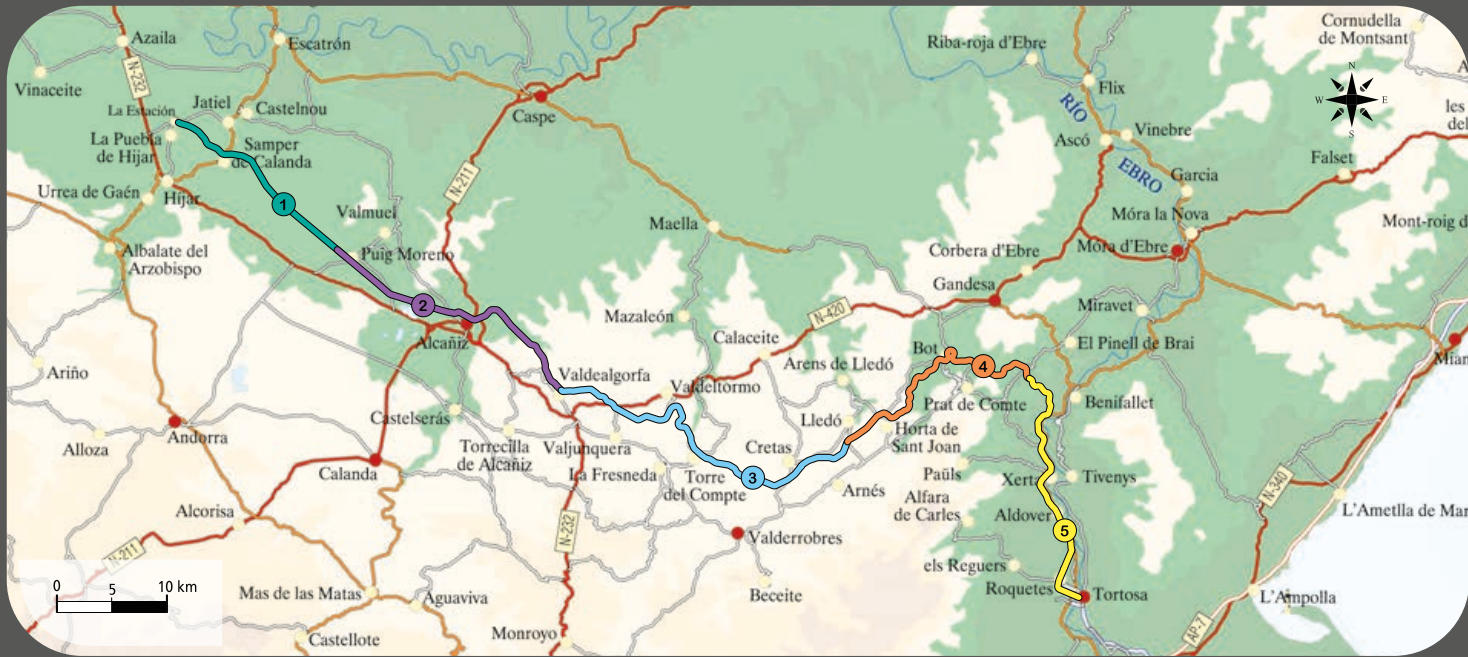 Azaila
Escatrón
Vinaceite
N-232
La Estación
Jatiel
Castelnou
La Puebla
de Hijar
Samper
de Calanda
Urrea de Gaén
Híjar
Albalate del
Arzobispo
Valmuel
Puig Moreno
1
2
Caspe
N-211
Maella
Riba-roja d'Ebre
Flix
RÍO
EBRO
Ascó
Vinebre
Garcia
Móra la Nova
Móra d'Ebre
Corbera d'Ebre
Gandesa
Cornudella
de Montsant
N
W
E
S
A
les
del
Falset
Mont-roig d
Miravet
El Pinell de Brai
Benifallet
Mazaleón
Calaceite
N-420
Arens de Lledó
Bot
4
Prat de Comte
Alcañiz
Valdealgorfa
Valdeltormo
Lledó
Horta de
Sant Joan
Ariño
Castelserás
Andorra
Alloza
Torrecilla
de Alcañiz
Valjunquera
La Fresneda
Torre
del Compte
Cretas
3
Arnés
Paüls
Xerta
Tivenys
Alfara
de Carles
Aldover
5
Calanda
Alcorisa
N-211
N-232
Valderrobres
Beceite
els Reguers
Roquetes
Tortosa
Mian
N-340
L'Ametlla de Mar
L'Ampolla
AP-7
0
5
10 km
Mas de las Matas
Aguaviva
Castellote
Monroyo